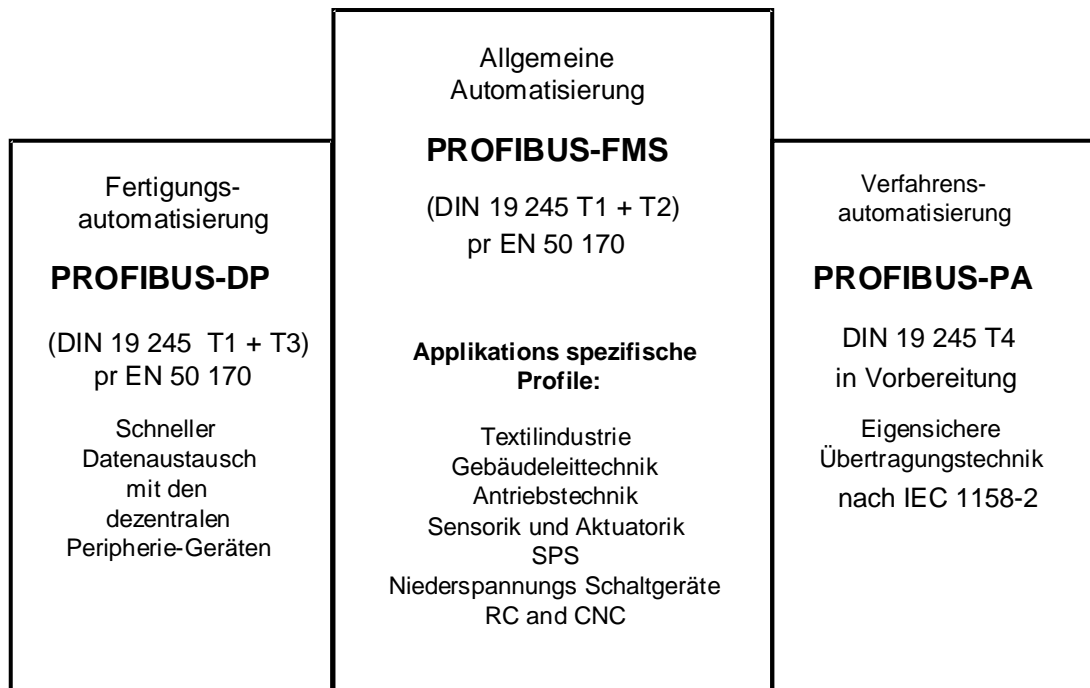 Fertigungs-
automatisierung
PROFIBUS-DP
(DIN 19 245 T1 + T3)
pr EN 50 170
Schneller
Datenaustausch
mit den
dezentralen
Peripherie-Geräten
Allgemeine
Automatisierung
PROFIBUS-FMS
(DIN 19 245 T1 + T2)
pr EN 50 170
Applikations spezifische
Profile:
Textilindustrie
Gebäudeleittechnik
Antriebstechnik
Sensorik und Aktuatorik
SPS
Niederspannungs Schaltgeräte
RC and CNC
Verfahrens-
automatisierung
PROFIBUS-PA
DIN 19 245 T4
in Vorbereitung
Eigensichere
Übertragungstechnik
nach IEC 1158-2